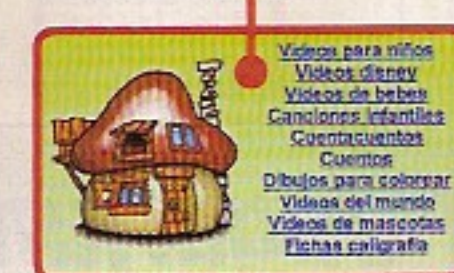 Videos para niños
Videos disney
Videos de bebes
Canciones infantiles
Cuentacuentos
Cuentos
Dibujos para colorear
Videos del mundo
Videos de mascotas
Fichas caligrafia